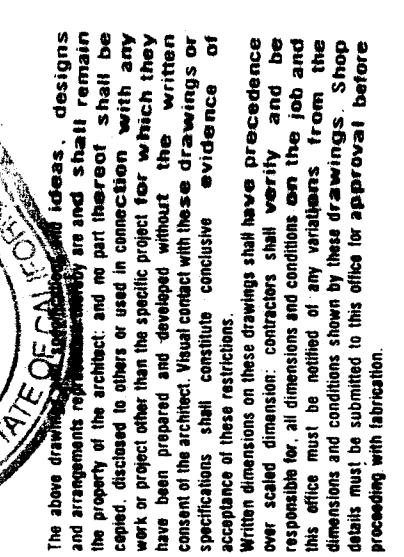 TATE OF CALIFORN
The above drawings and ideas, designs
and arrangements represented thereby are and shall remain
the property of the architect; and no part thereof shall be
copied, disclosed to others or used in connection with any
work or project other than the specific project for which they
have been prepared and developed withourt the written
consent of the architect. Visual contact with these drawings or
specifications shall constitute conclusive evidence of
acceptance of these restrictions.
Written dimensions on these drawings shall have precedence
over scaled dimension: contractors shall verify and be
responsible for, all dimensions and conditions on the job and
this office must be notified of any variations from the
dimensions and conditions shown by these drawings. Shop
details must be submitted to this office for approval before
proceeding with fabrication.